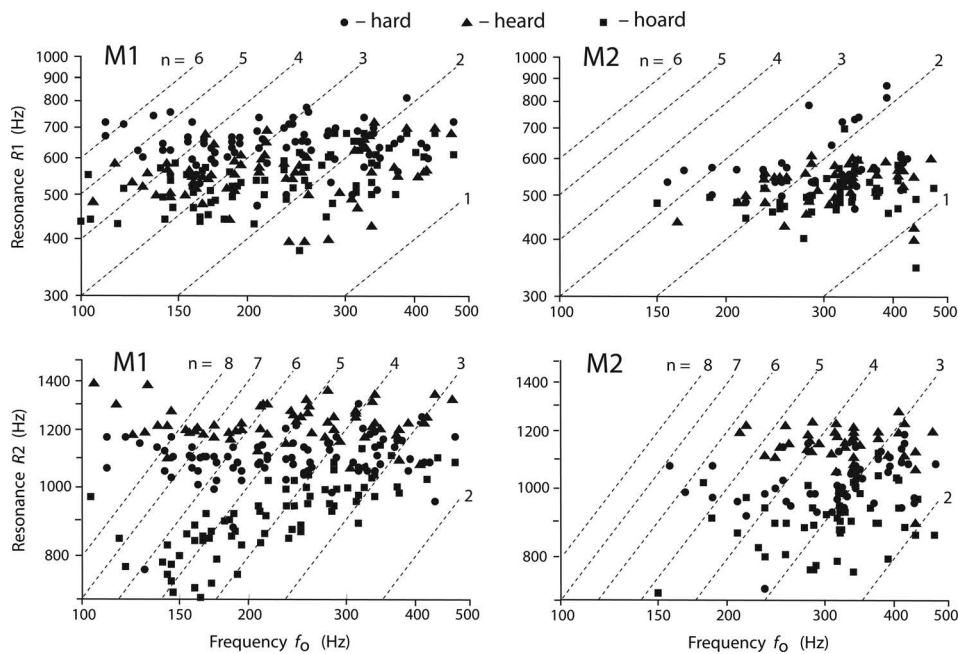 ● – hard ▲ – heard ■ – hoard
M1
n = 6 5 4 3 2
1
Resonance R1 (Hz)
1000
900
800
700
600
500
400
300
100 150 200 300 400 500
M2
n = 6 5 4 3 2
1
1000
900
800
700
600
500
400
300
100 150 200 300 400 500
M1
n = 8 7 6 5 4 3
2
Resonance R2 (Hz)
1400
1200
1000
800
100 150 200 300 400 500
Frequency fo (Hz)
M2
n = 8 7 6 5 4 3
2
1400
1200
1000
800
100 150 200 300 400 500
Frequency fo (Hz)